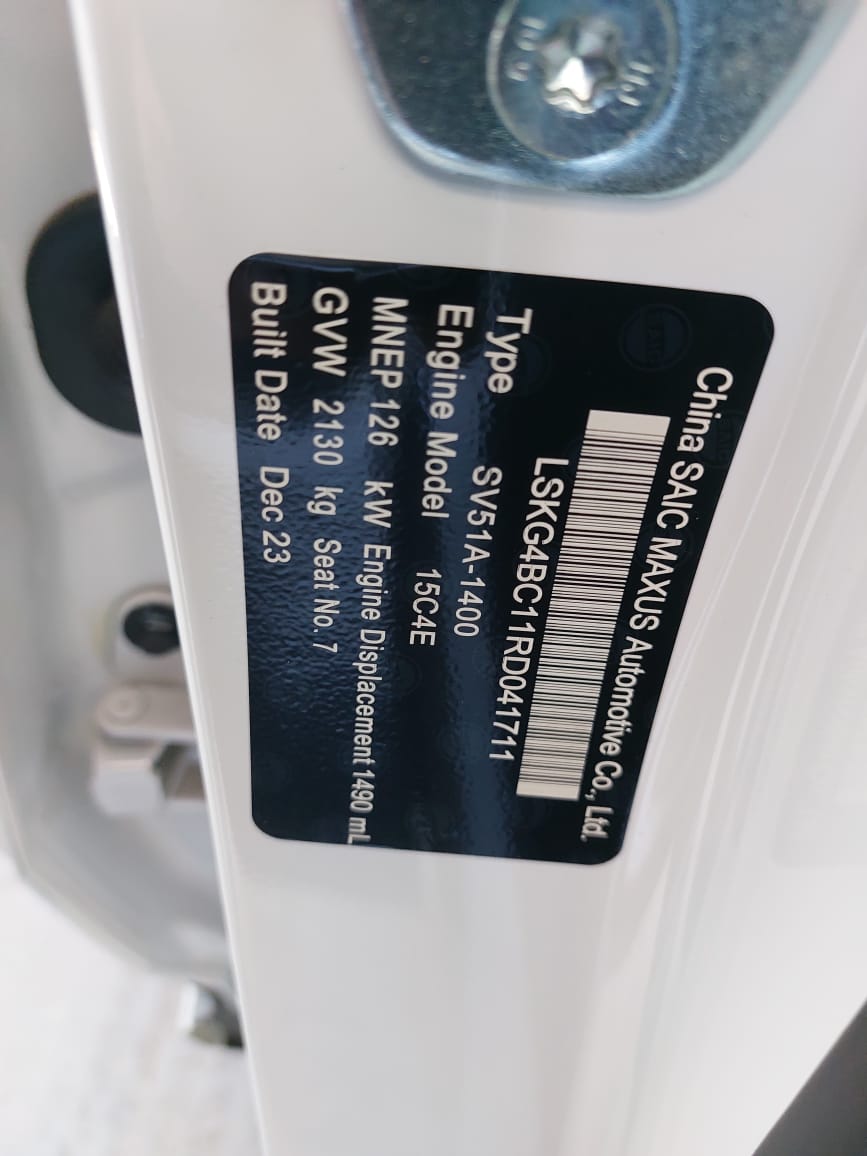 China SAIC MAXUS Automotive Co., Ltd.
LSKG4BC11RD041711
Type SV51A-1400
Engine Model 15C4E
MNEP 126 kW Engine Displacement 1490 mL
GVW 2130 kg Seat No. 7
Built Date Dec 23